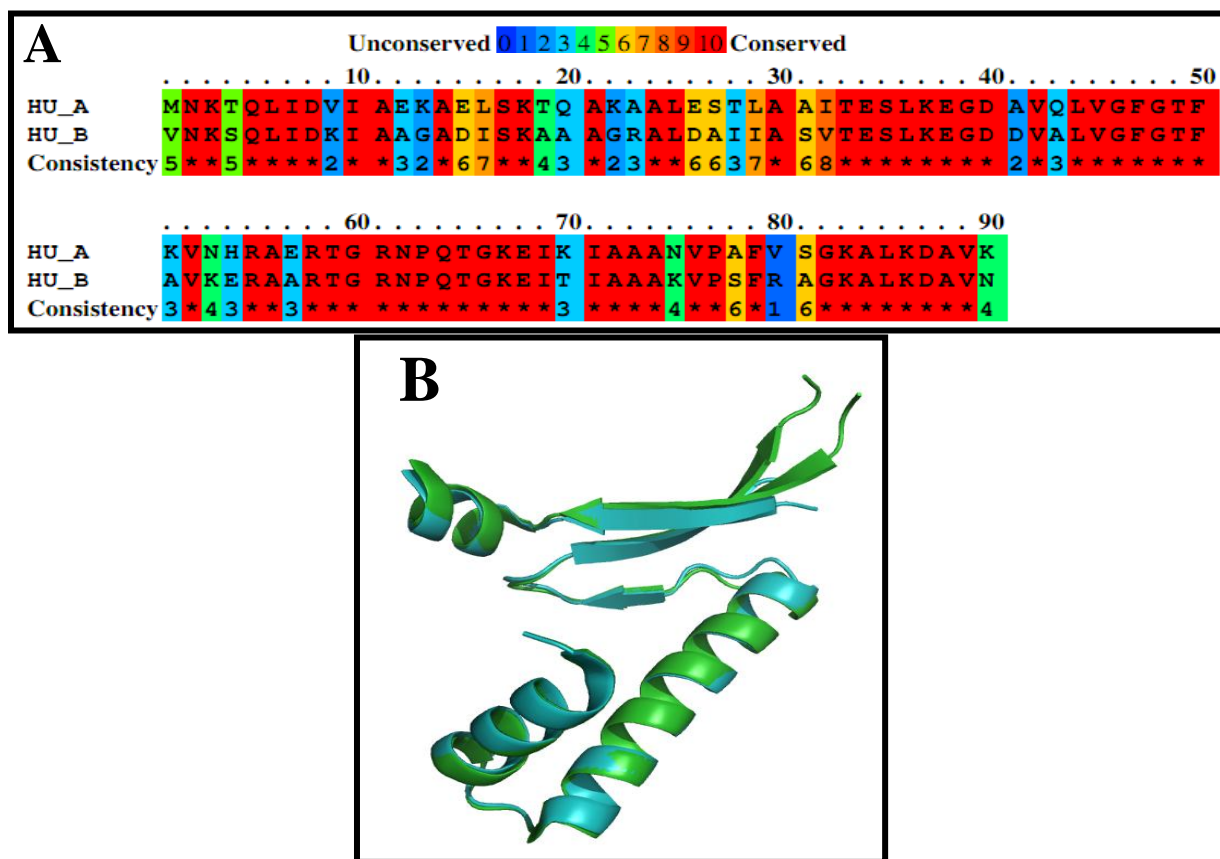 A
Unconserved 0 1 2 3 4 5 6 7 8 9 10 Conserved
. . . . . . . . . 10 . . . . . . . . . 20 . . . . . . . . . 30 . . . . . . . . . 40 . . . . . . . . . 50
HU_A MNKTQLIDVI AEKAELSKTQ AKAALESTLA AITESLKEGD AVQLVGFGTF
HU_B VNKSQLIDKI AAGADISKAA AGRALDAIIA SVTESLKEGD DVALVGFGTF
Consistency 5**5****2* *32*67**43 *23**6637* 68******** 2*3*******
. . . . . . . . . 60 . . . . . . . . . 70 . . . . . . . . . 80 . . . . . . . . . 90
HU_A KVNHRAERTG RNPQTGKEIK IAAANVPAFV SGKALKDAVK
HU_B AVKERAARTG RNPQTGKEIT IAAAKVPSFR AGKALKDAVN
Consistency 3*43**3*** *********3 ****4**6*1 6********4
B